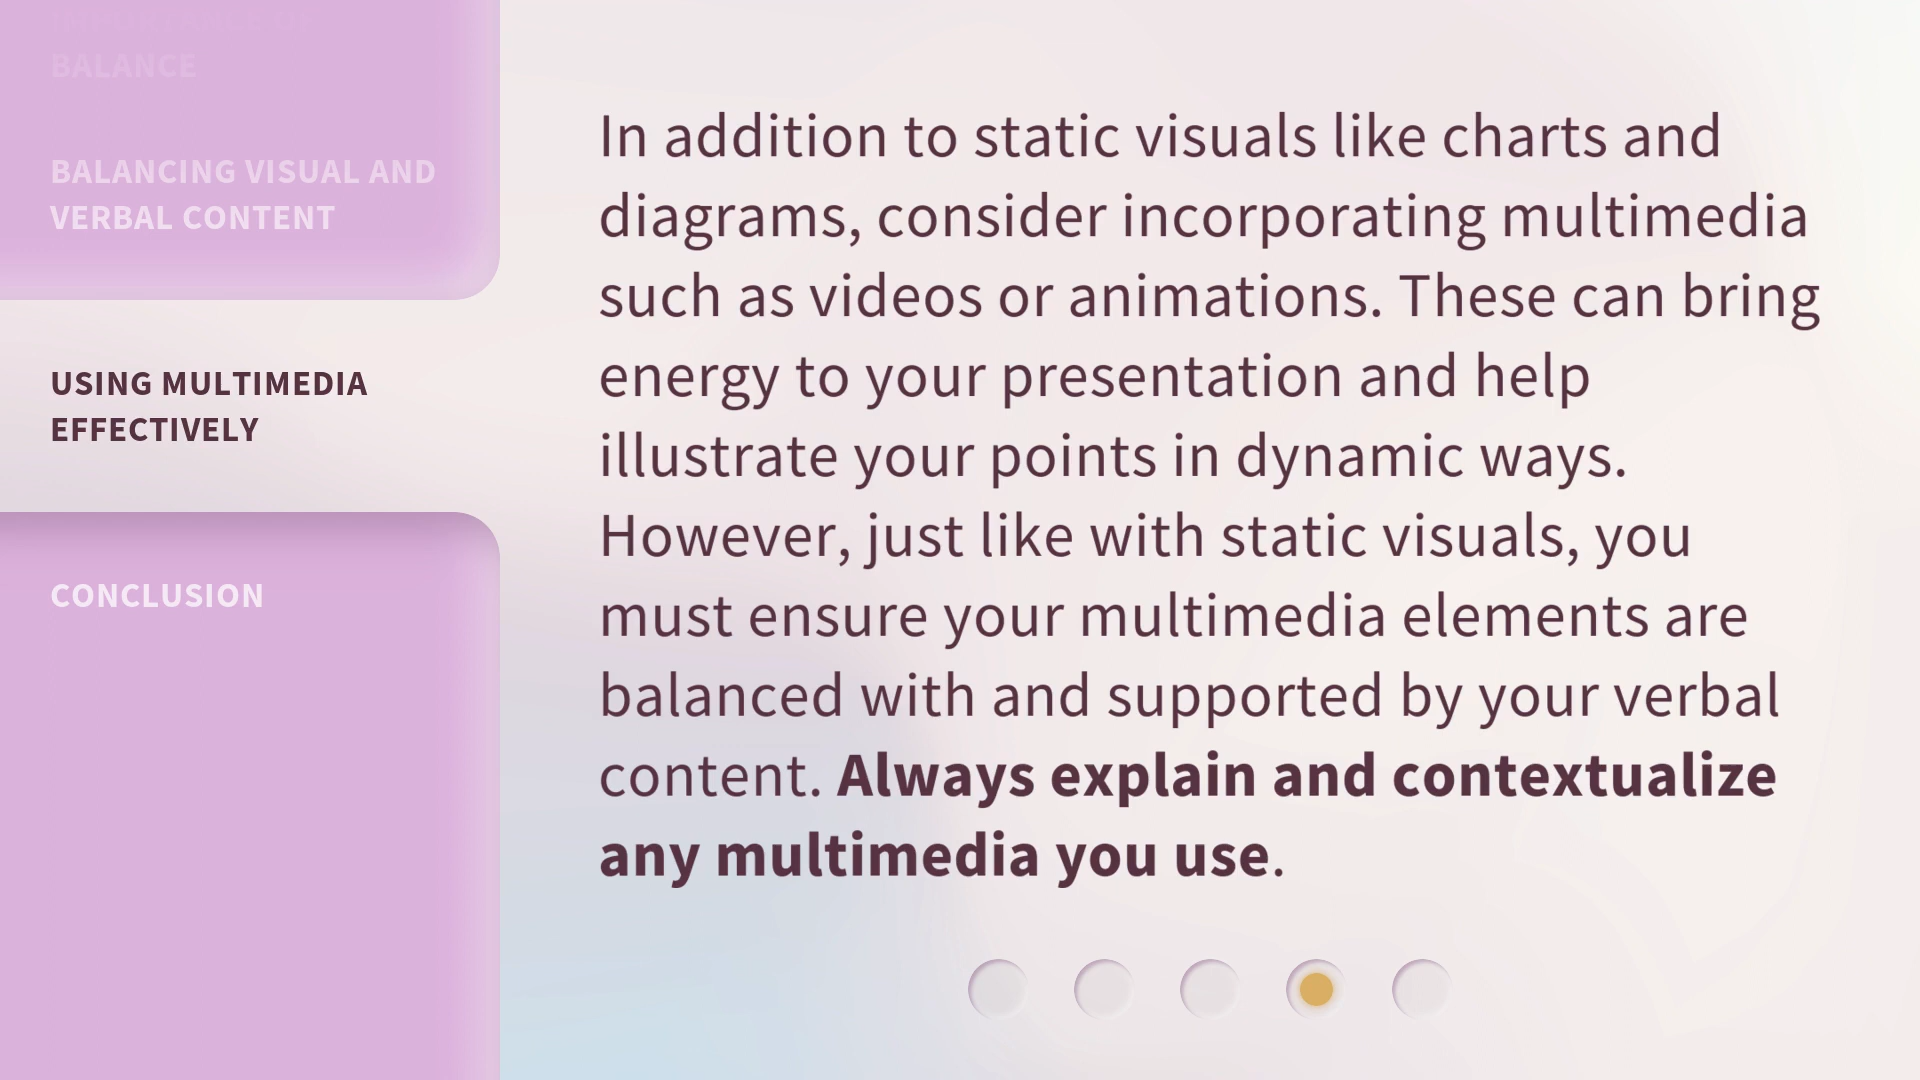 BALANCE
BALANCING VISUAL AND
VERBAL CONTENT
USING MULTIMEDIA
EFFECTIVELY
CONCLUSION
In addition to static visuals like charts and
diagrams, consider incorporating multimedia
such as videos or animations. These can bring
energy to your presentation and help
illustrate your points in dynamic ways.
However, just like with static visuals, you
must ensure your multimedia elements are
balanced with and supported by your verbal
content. Always explain and contextualize
any multimedia you use.